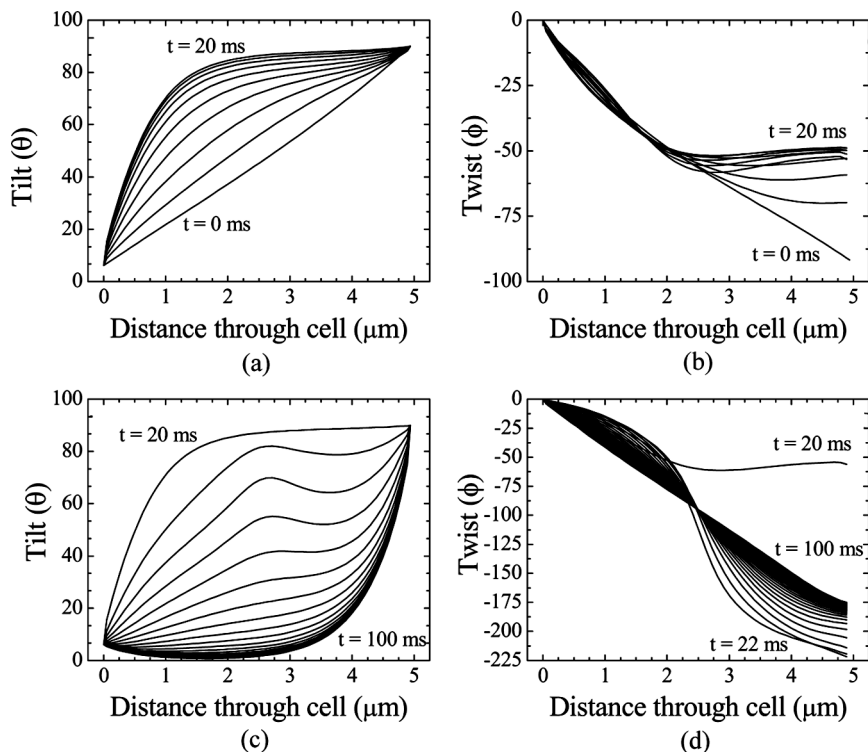 100
80
60
40
20
0
Tilt (θ)
t = 20 ms
t = 0 ms
0 1 2 3 4 5
Distance through cell (μm)
(a)
0
-25
-50
-75
-100
Twist (ϕ)
t = 20 ms
t = 0 ms
0 1 2 3 4 5
Distance through cell (μm)
(b)
100
80
60
40
20
0
Tilt (θ)
t = 20 ms
t = 100 ms
0 1 2 3 4 5
Distance through cell (μm)
(c)
0
-25
-50
-75
-100
-125
-150
-175
-200
-225
Twist (ϕ)
t = 20 ms
t = 100 ms
t = 22 ms
0 1 2 3 4 5
Distance through cell (μm)
(d)